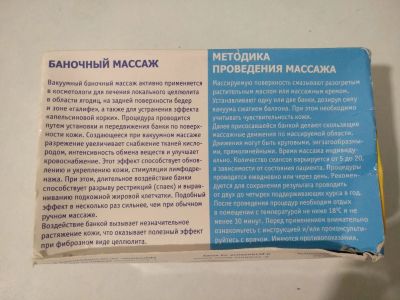 БАНОЧНЫЙ МАССАЖ
Вакуумный баночный массаж активно применяется
в косметологи для лечения локального целлюлита
в области ягодиц, на задней поверхности бедер
и зоне «галифе», а также для устранения эффекта
«апельсиновой корки». Процедура проводится
путем установки и передвижения банки по поверх-
ности кожи. Создающееся при вакуумном массаже
разрежение увеличивает снабжение тканей кисло-
родом, интенсивность обмена веществ и улучшает
кровоснабжение. Этот эффект способствует обнов-
лению и укреплению кожи, стимуляции лимфодре-
нажа. При этом, длительное воздействие банки
способствует разрыву рестрикций (спаек) и вырав-
ниванию подкожной жировой клетчатки. Подобный
эффект в несколько раз сильнее, чем при обычном
ручном массаже.
Воздействие банкой вызывает незначительное
растяжение кожи, что оказывает полезный эффект
при фиброзном виде целлюлита.
МЕТОДИКА
ПРОВЕДЕНИЯ МАССАЖА
Массируемую поверхность смазывают разогретым
растительным маслом или массажным кремом.
Устанавливают одну или две банки, дозируя силу
вакуума сжатием баллона. При этом необходимо
учитывать чувствительность кожи.
Далее присосавшейся банкой делают скользящие
массажные движения по массируемой области.
Движения могут быть круговыми, зигзагообразны-
ми, прямолинейными. Время массажа индивиду-
ально. Количество сеансов варьируется от 5 до 20,
в зависимости от состояния пациента. Процедуры
проводятся ежедневно или через день. Рекомен-
дуется для сохранения результата проводить
от двух до четырех поддерживающих курса в год.
После проведения процедур необходим отдых
в помещении с температурой не ниже 18°С и не
менее 30 минут. Перед применением внимательно
ознакомьтесь с инструкцией и/или проконсульти-
руйтесь с врачом. Имеются противопоказания.